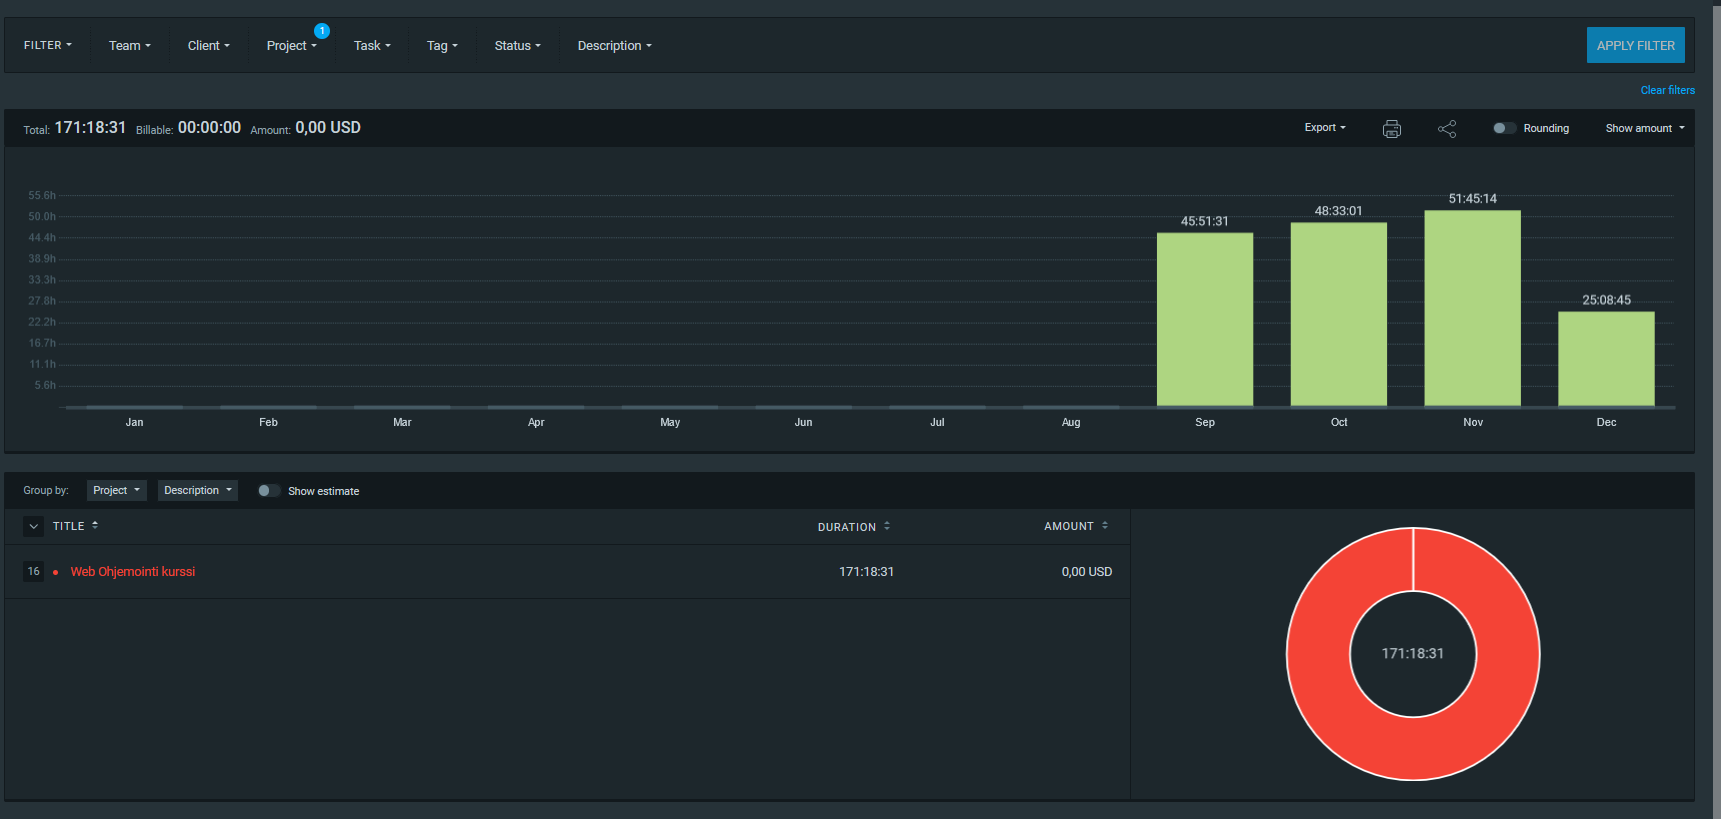 FILTER Team Client Project 1 Task Tag Status Description APPLY FILTER
Clear filters
Total: 171:18:31 Billable: 00:00:00 Amount: 0,00 USD Export Rounding Show amount
55.6h
50.0h
44.4h
38.9h
33.3h
27.8h
22.2h
16.7h
11.1h
5.6h
45:51:31 48:33:01 51:45:14 25:08:45
Jan Feb Mar Apr May Jun Jul Aug Sep Oct Nov Dec
Group by: Project Description Show estimate
TITLE DURATION AMOUNT
16 Web Ohjemointi kurssi 171:18:31 0,00 USD
171:18:31